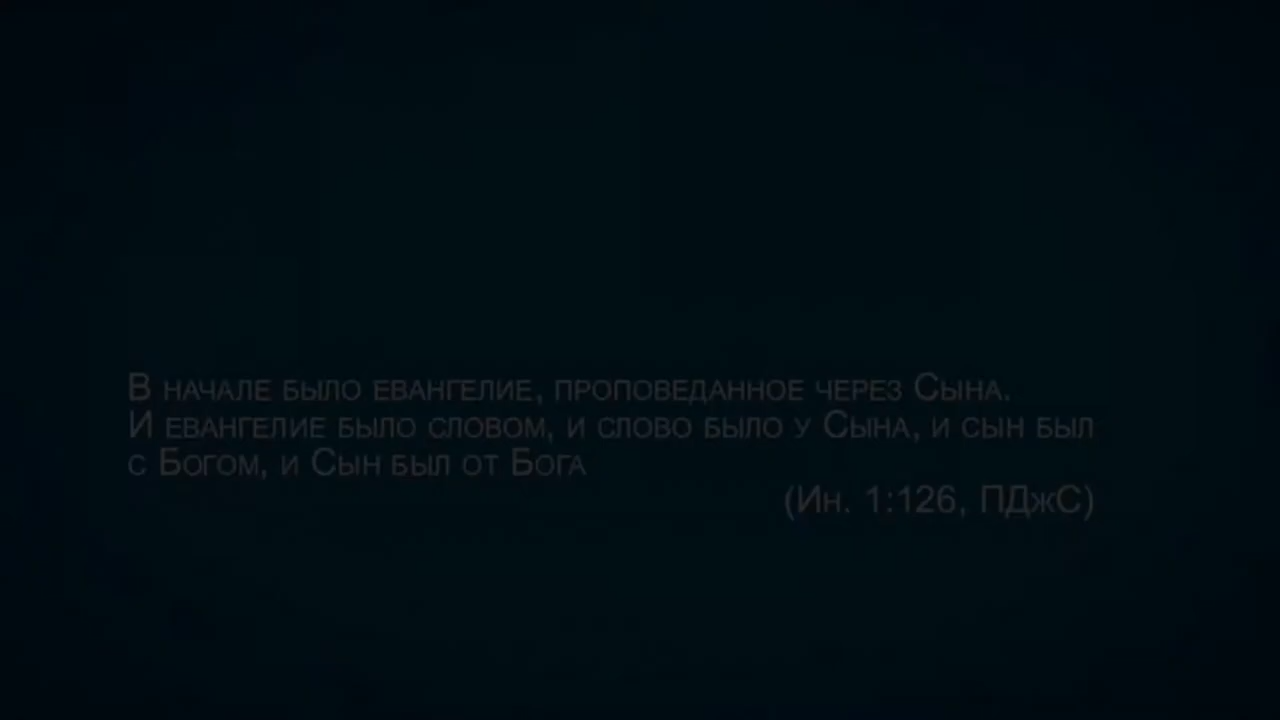 В НАЧАЛЕ БЫЛО ЕВАНГЕЛИЕ, ПРОПОВЕДАННОЕ ЧЕРЕЗ СЫНА.
И ЕВАНГЕЛИЕ БЫЛО СЛОВОМ, И СЛОВО БЫЛО У СЫНА, И СЫН БЫЛ
С БОГОМ, И СЫН БЫЛ ОТ БОГА
(ИН. 1:126, ПДЖС)